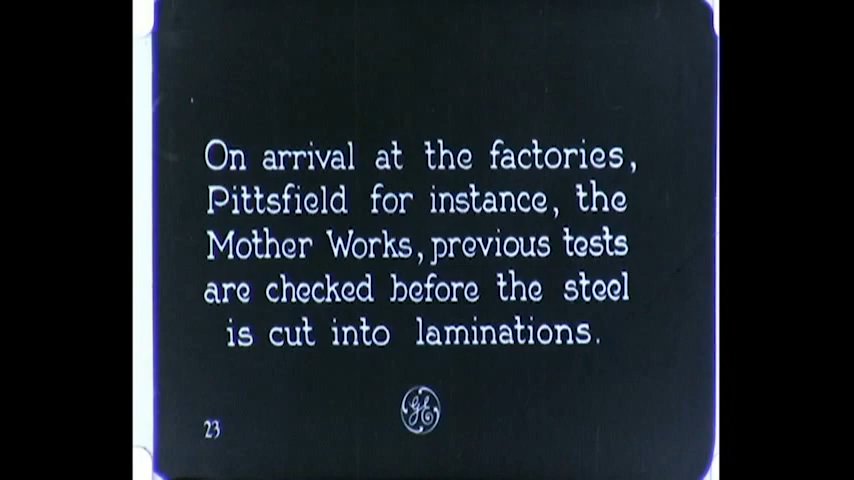 On arrival at the factories,
Pittsfield for instance, the
Mother Works, previous tests
are checked before the steel
is cut into laminations.
GE
23